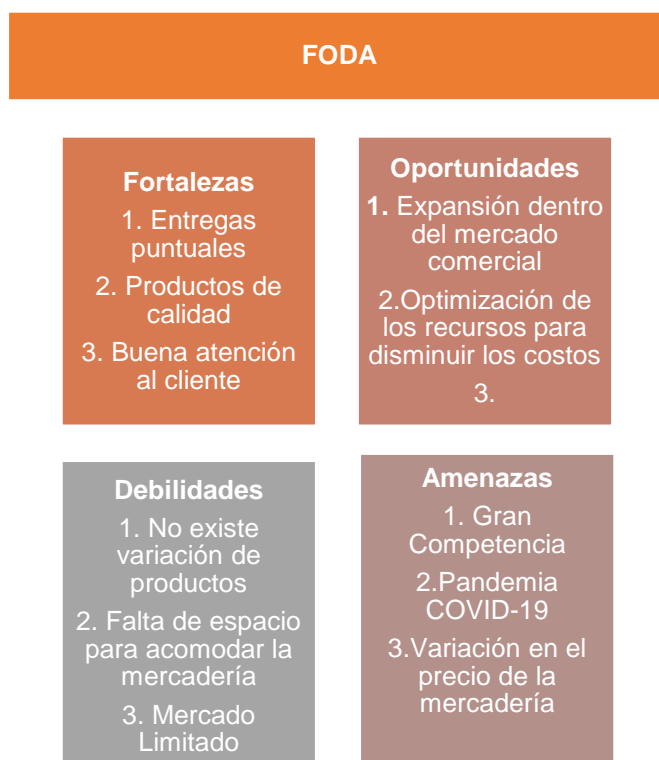 FODA
Fortalezas
1. Entregas
puntuales
2. Productos de
calidad
3. Buena atención
al cliente
Oportunidades
1. Expansión dentro
del mercado
comercial
2.Optimización de
los recursos para
disminuir los costos
3.
Debilidades
1. No existe
variación de
productos
2. Falta de espacio
para acomodar la
mercadería
3. Mercado
Limitado
Amenazas
1. Gran
Competencia
2.Pandemia
COVID-19
3.Variación en el
precio de la
mercadería